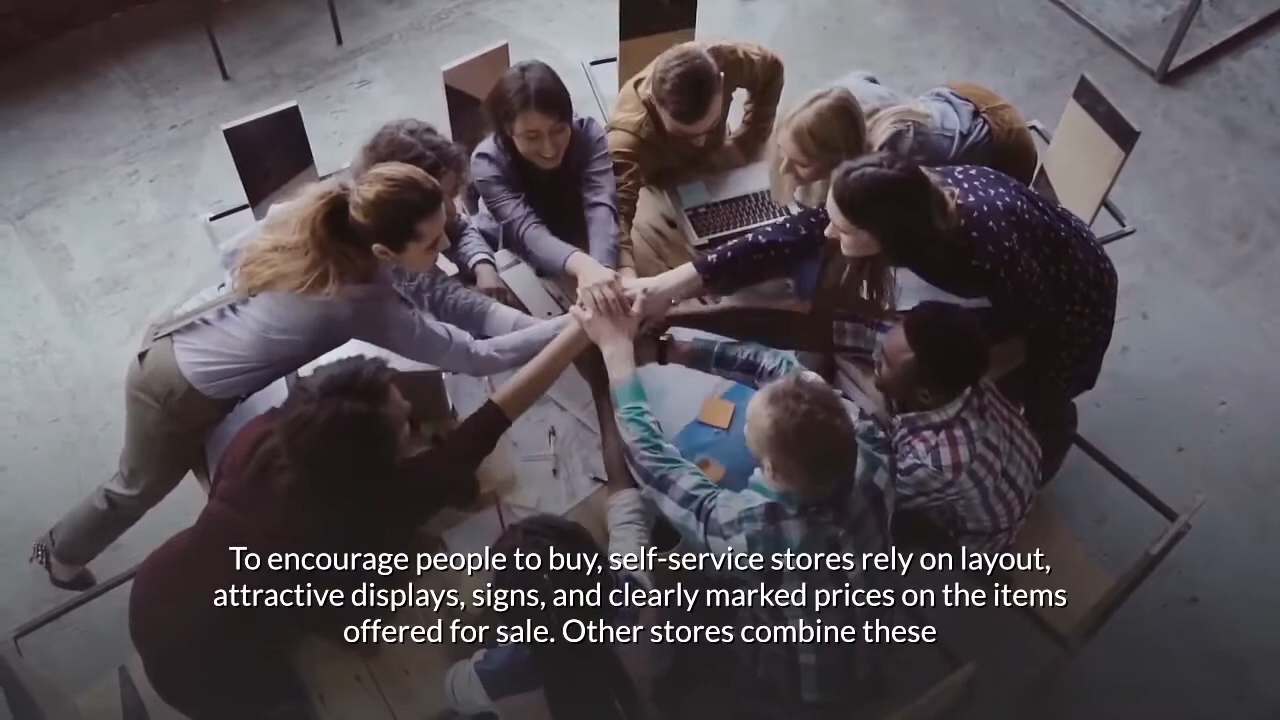 To encourage people to buy, self-service stores rely on layout,
attractive displays, signs, and clearly marked prices on the items
offered for sale. Other stores combine these